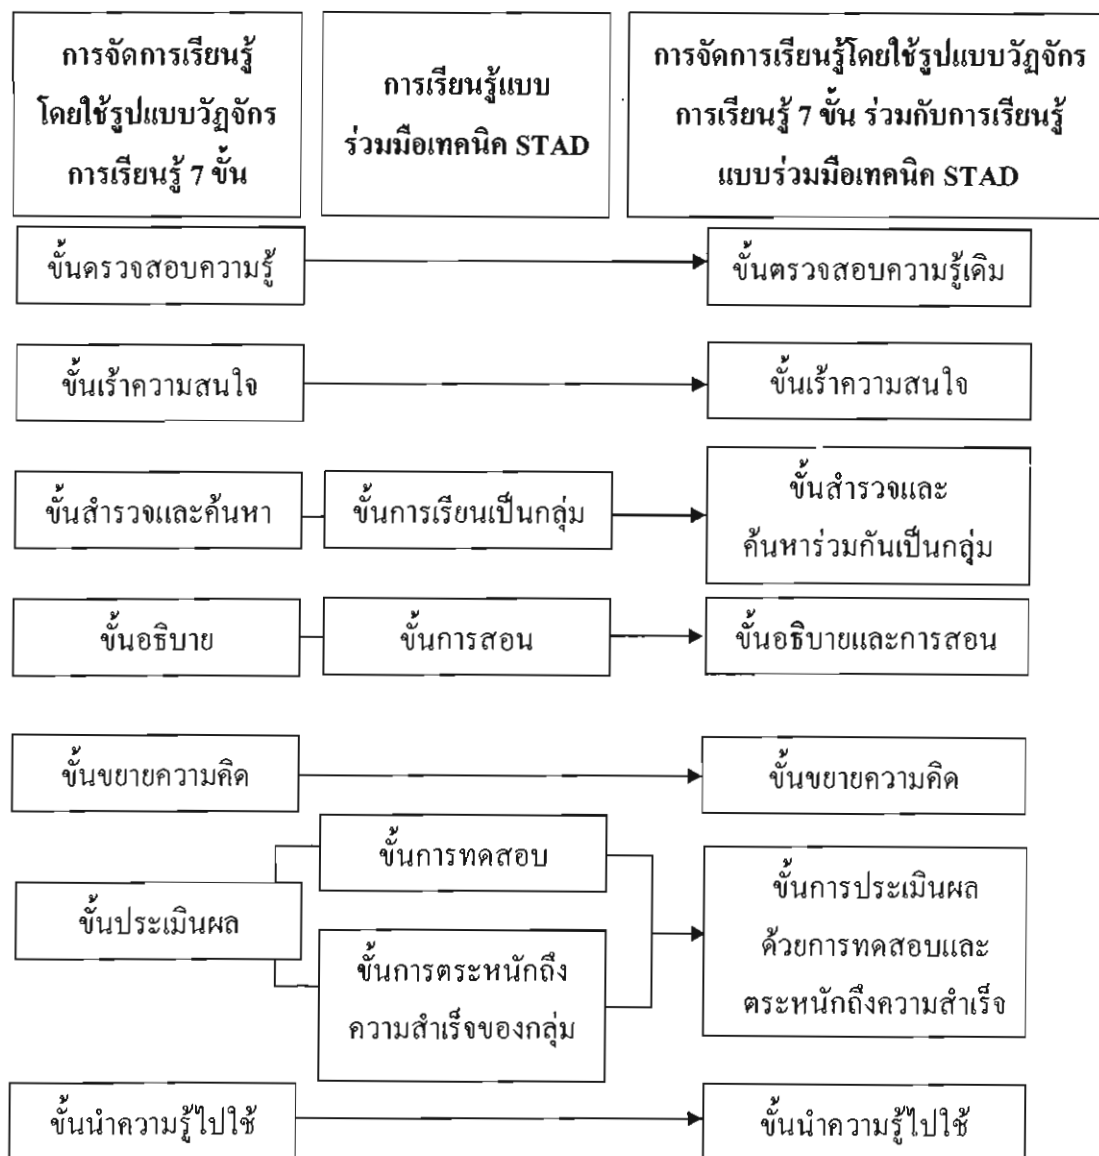 การจัดการเรียนรู้
โดยใช้รูปแบบวัฏจักร
การเรียนรู้ 7 ขั้น
การเรียนรู้แบบ
ร่วมมือเทคนิค STAD
การจัดการเรียนรู้โดยใช้รูปแบบวัฏจักร
การเรียนรู้ 7 ขั้น ร่วมกับการเรียนรู้
แบบร่วมมือเทคนิค STAD
ขั้นตรวจสอบความรู้
ขั้นตรวจสอบความรู้เดิม
ขั้นเร้าความสนใจ
ขั้นเร้าความสนใจ
ขั้นสำรวจและค้นหา
ขั้นการเรียนเป็นกลุ่ม
ขั้นสำรวจและ
ค้นหาร่วมกันเป็นกลุ่ม
ขั้นอธิบาย
ขั้นการสอน
ขั้นอธิบายและการสอน
ขั้นขยายความคิด
ขั้นขยายความคิด
ขั้นประเมินผล
ขั้นการทดสอบ
ขั้นการตระหนักถึง
ความสำเร็จของกลุ่ม
ขั้นการประเมินผล
ด้วยการทดสอบและ
ตระหนักถึงความสำเร็จ
ขั้นนำความรู้ไปใช้
ขั้นนำความรู้ไปใช้